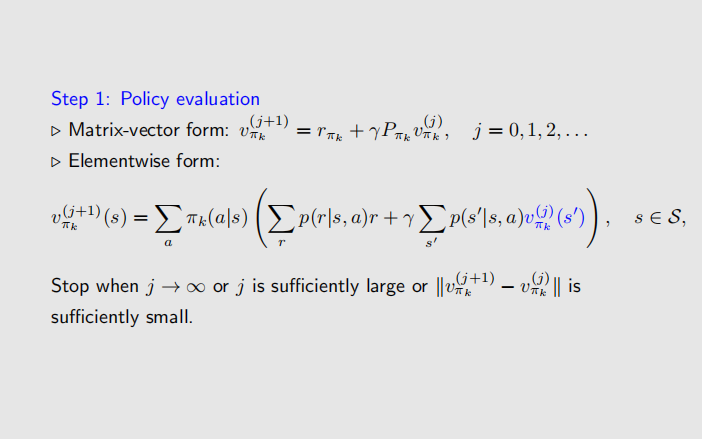 Step 1: Policy evaluation
▷ Matrix-vector form: $v_{\pi_k}^{(j+1)} = r_{\pi_k} + \gamma P_{\pi_k} v_{\pi_k}^{(j)}, \quad j = 0, 1, 2, \ldots$
▷ Elementwise form:
$v_{\pi_k}^{(j+1)}(s) = \sum_a \pi_k(a|s) \left( \sum_r p(r|s,a)r + \gamma \sum_{s'} p(s'|s,a) v_{\pi_k}^{(j)}(s') \right), \quad s \in \mathcal{S},$
Stop when $j \to \infty$ or $j$ is sufficiently large or $\|v_{\pi_k}^{(j+1)} - v_{\pi_k}^{(j)}\|$ is
sufficiently small.